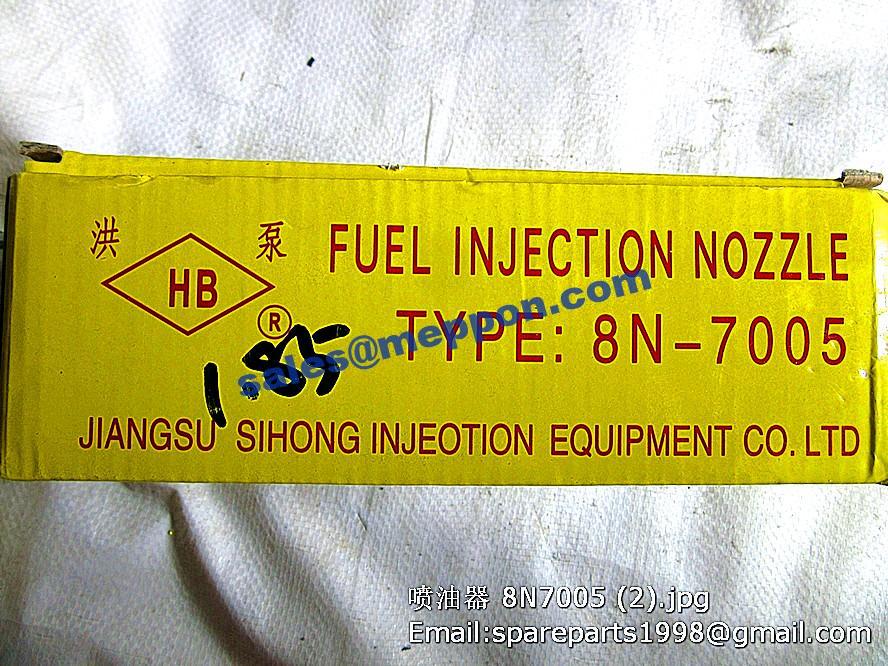 洪 泵 FUEL INJECTION NOZZLE
HB
®
TYPE: 8N-7005
sales@meppon.com
JIANGSU SIHONG INJEOTION EQUIPMENT CO. LTD
喷油器 8N7005 (2).jpg
Email:spareparts1998@gmail.com